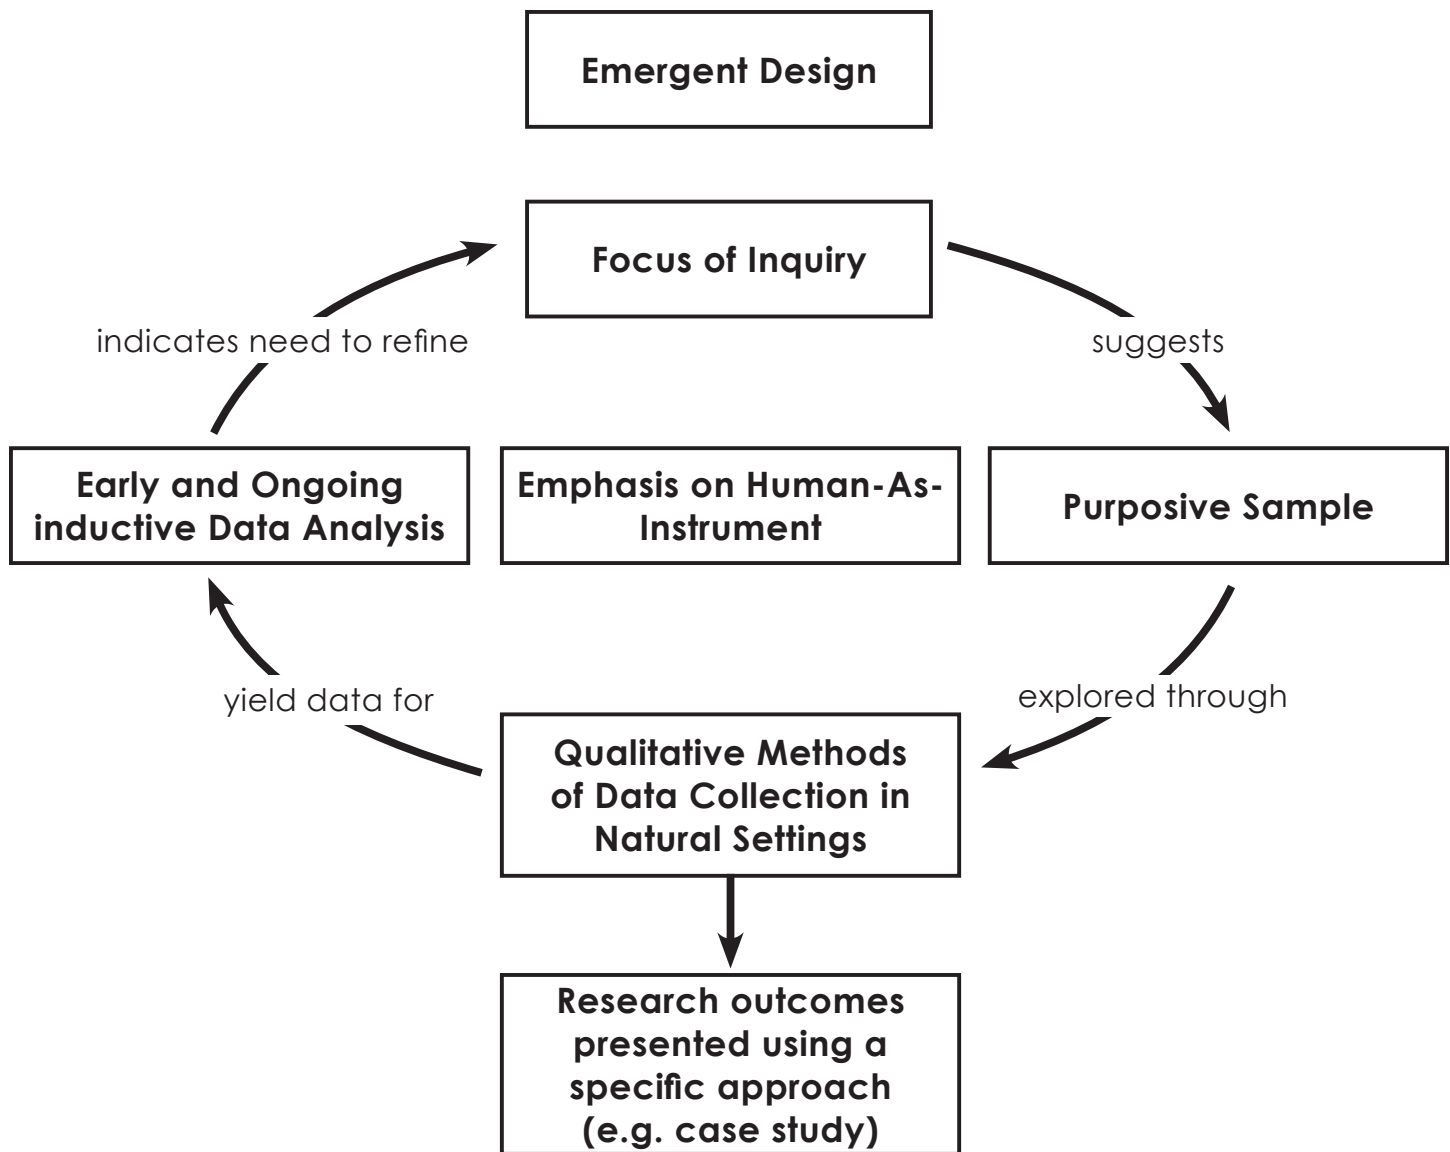 Emergent Design
Focus of Inquiry
indicates need to refine
suggests
Early and Ongoing
inductive Data Analysis
Emphasis on Human-As-
Instrument
Purposive Sample
yield data for
explored through
Qualitative Methods
of Data Collection in
Natural Settings
Research outcomes
presented using a
specific approach
(e.g. case study)